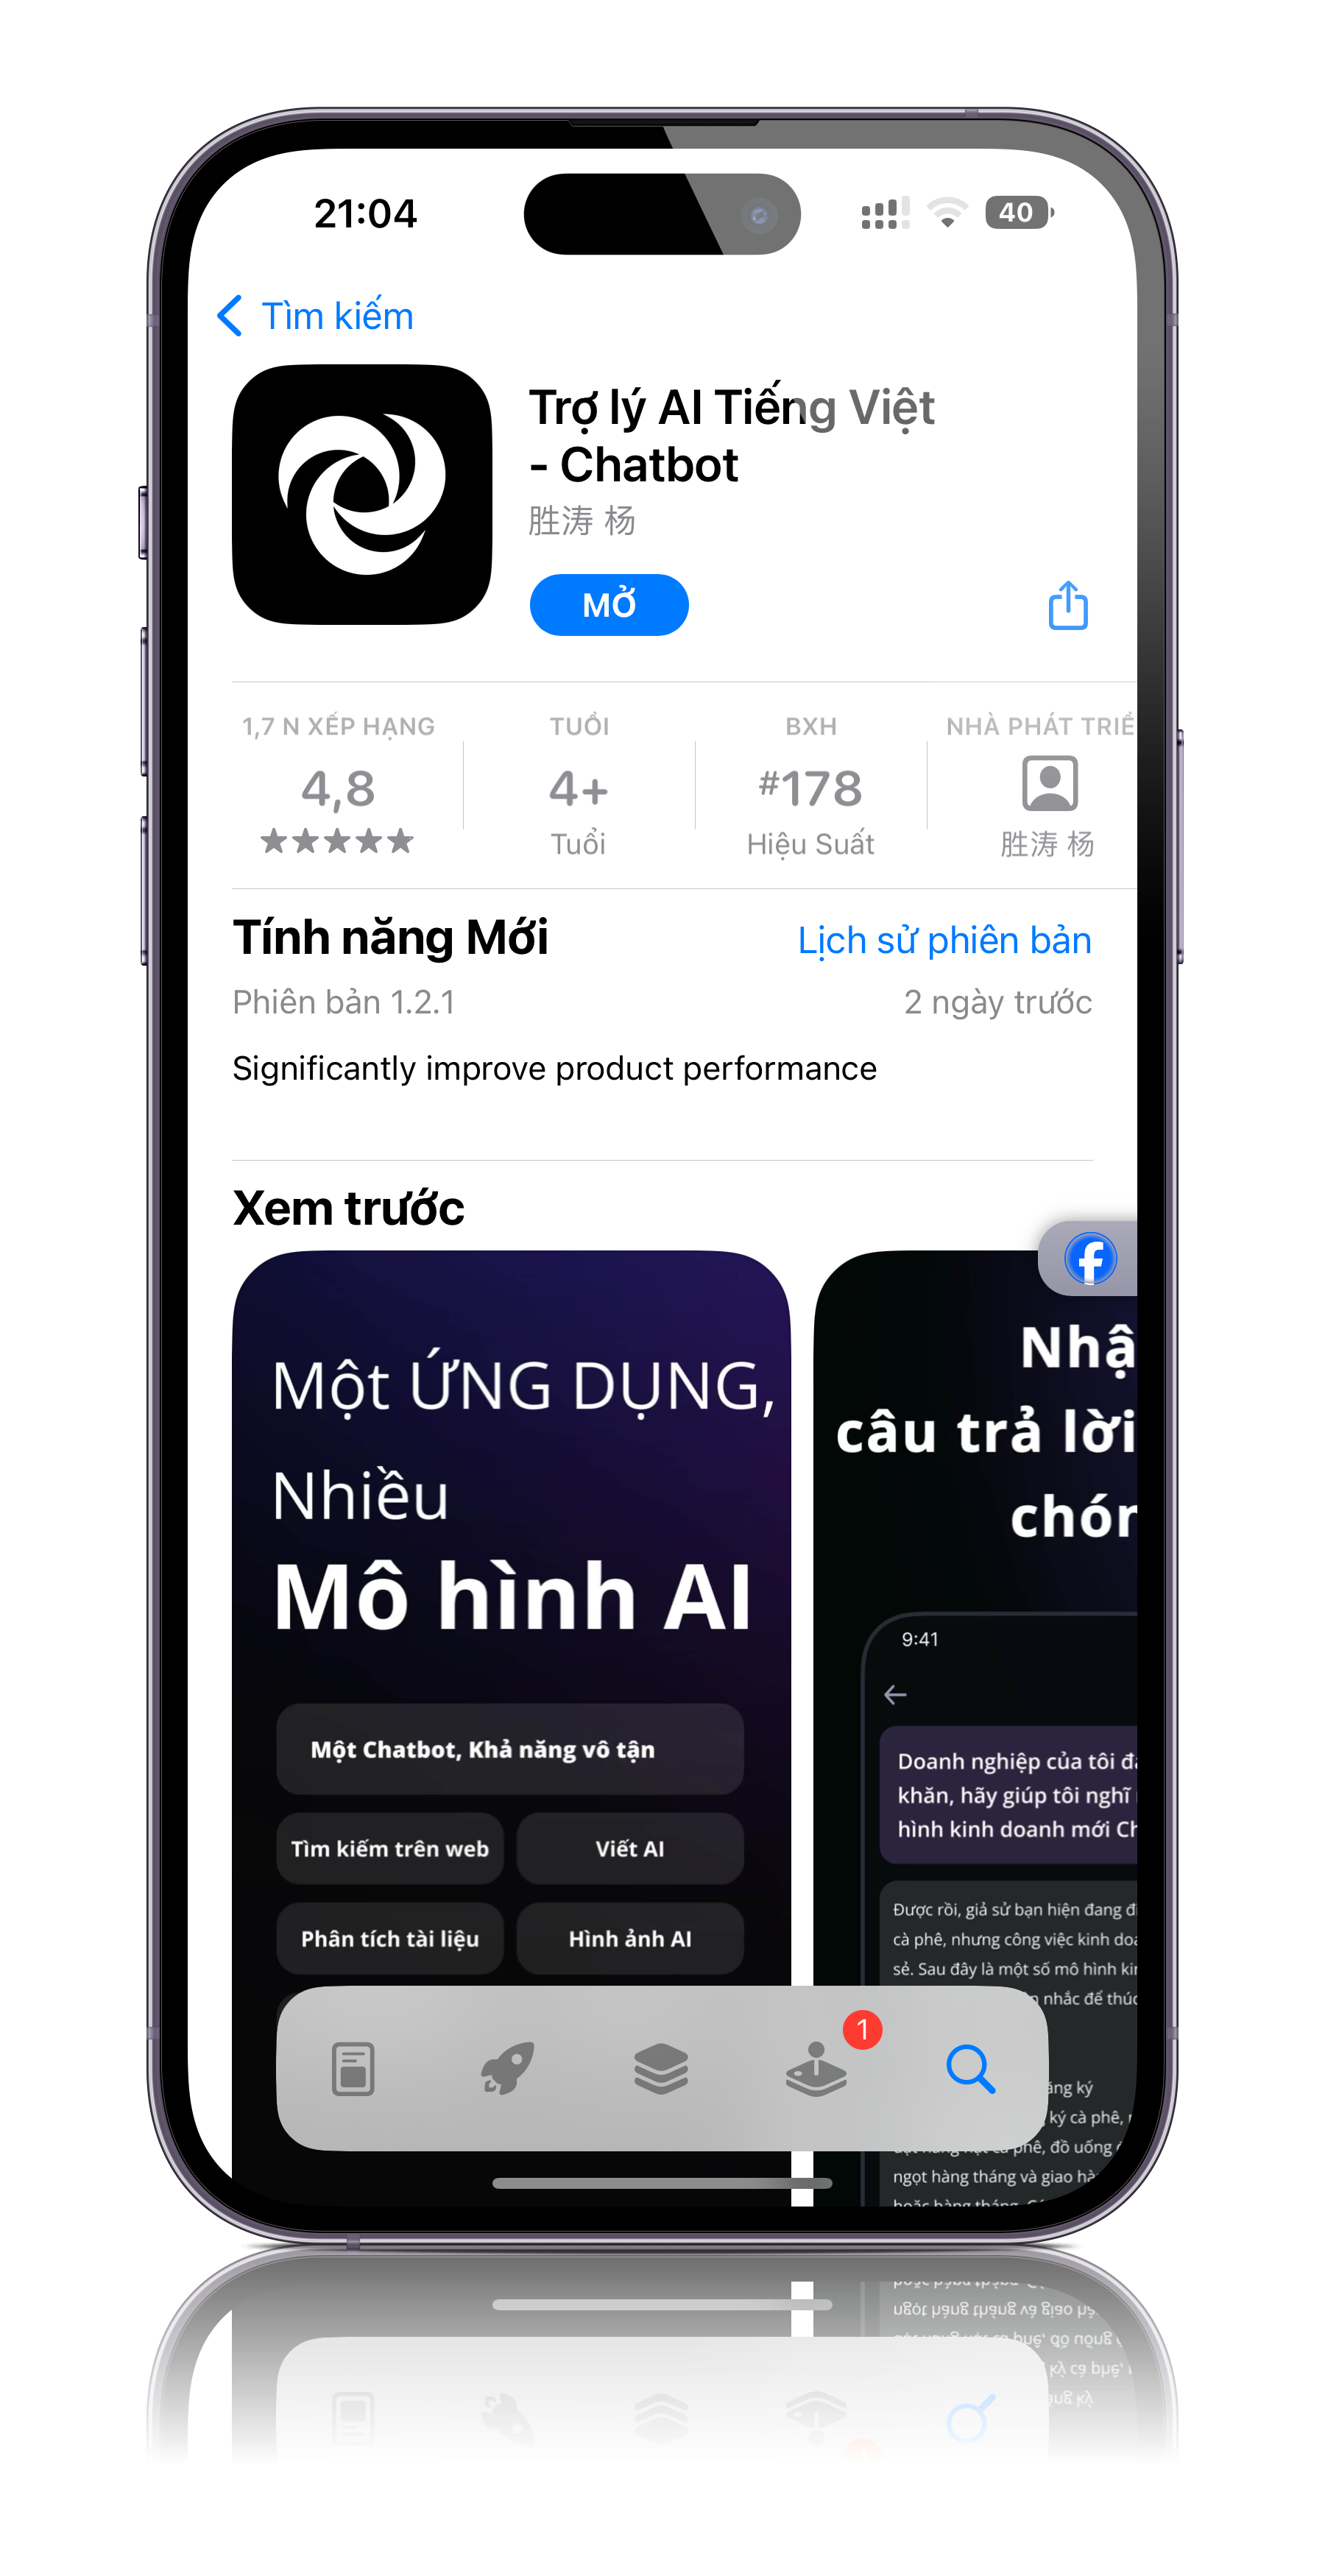 21:04
40
Tìm kiếm
Trợ lý AI Tiếng Việt
- Chatbot
胜涛 杨
MỞ
1,7 N XẾP HẠNG
TUỔI
BXH
NHÀ PHÁT TRIỂ
4,8
4+
#178
Tuổi
Hiệu Suất
胜涛 杨
Tính năng Mới
Lịch sử phiên bản
Phiên bản 1.2.1
2 ngày trước
Significantly improve product performance
Xem trước
Một ỨNG DỤNG,
Nhiều
Mô hình AI
Một Chatbot, Khả năng vô tận
Tìm kiếm trên web
Viết AI
Phân tích tài liệu
Hình ảnh AI
Nhậ
câu trả lời
chón
9:41
Doanh nghiệp của tôi đa
khăn, hãy giúp tôi nghĩ
hình kinh doanh mới Ch
Được rồi, giả sử bạn hiện đang đi
cà phê, nhưng công việc kinh doa
sẻ. Sau đây là một số mô hình kin
nhắc để thúc
1
ăng ký
ký cà phê,
phê, đồ uống
ngọt hàng tháng và giao hà
hoặc hàng tháng.